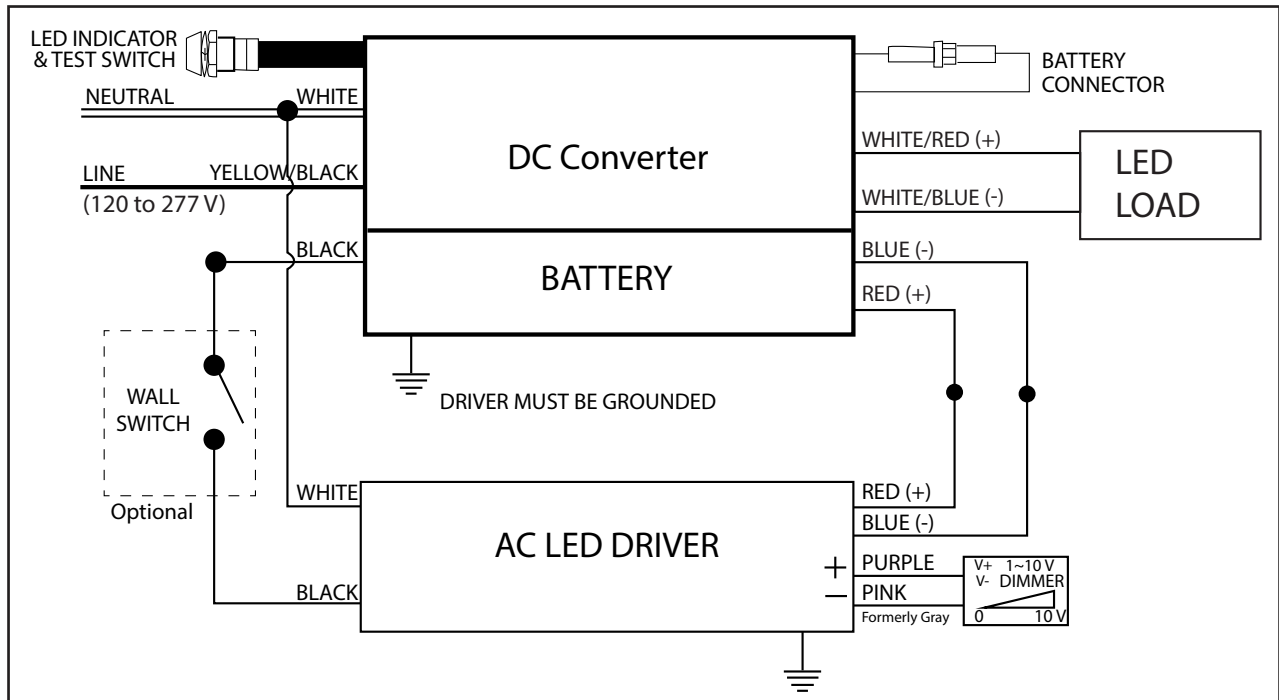 LED INDICATOR
& TEST SWITCH
NEUTRAL
WHITE
LINE
YELLOW/BLACK
(120 to 277 V)
BLACK
DC Converter
BATTERY
BATTERY
CONNECTOR
WHITE/RED (+)
WHITE/BLUE (-)
LED
LOAD
BLUE (-)
RED (+)
DRIVER MUST BE GROUNDED
WALL
SWITCH
Optional
WHITE
BLACK
AC LED DRIVER
RED (+)
BLUE (-)
+ PURPLE
− PINK
Formerly Gray
V+ 1~10 V
V- DIMMER
0 10 V